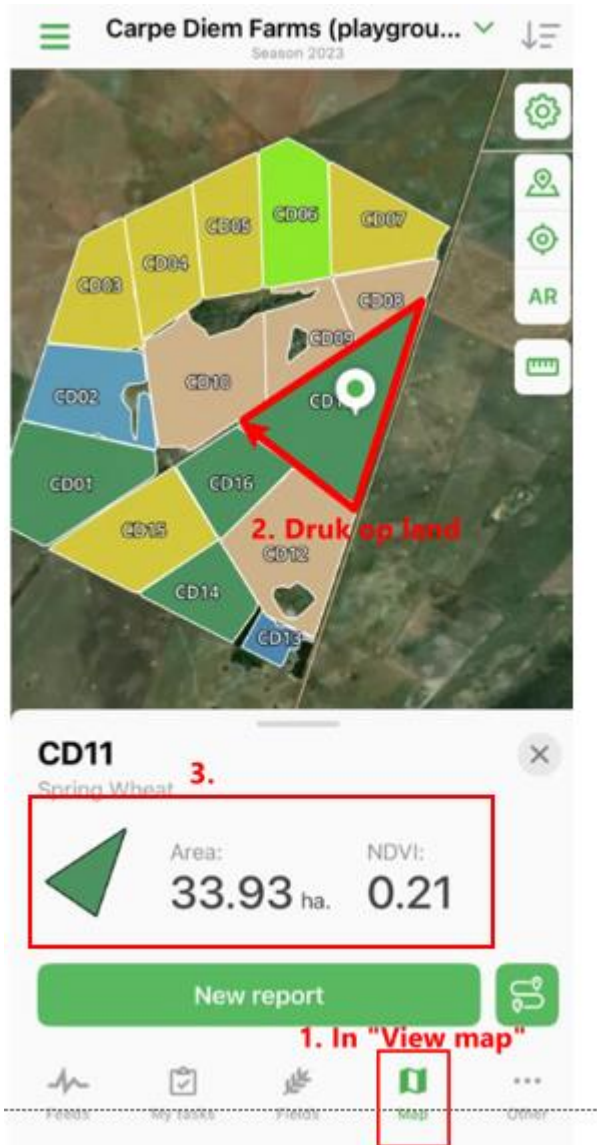 Carpe Diem Farms (playgrou...
Season 2023
CD06
CD05
CD07
CD04
CD03
CD08
AR
CD09
CD10
CD02
CD1
CD01
CD16
2. Druk op land
CD15
CD12
CD14
CD13
CD11
Spring Wheat
3.
Area:
NDVI:
33.93 ha.
0.21
New report
1. In "View map"
Feeds
My tasks
Fields
Map
Other